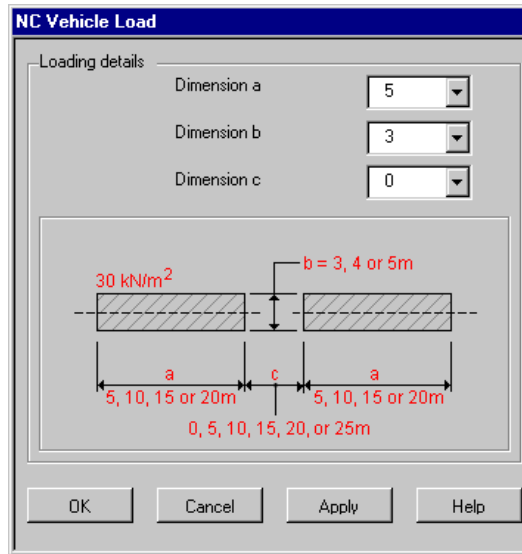 NC Vehicle Load
Loading details
Dimension a
5
Dimension b
3
Dimension c
0
b = 3, 4 or 5m
30 kN/m²
a
c
a
5, 10, 15 or 20m
5, 10, 15 or 20m
0, 5, 10, 15, 20, or 25m
OK
Cancel
Apply
Help